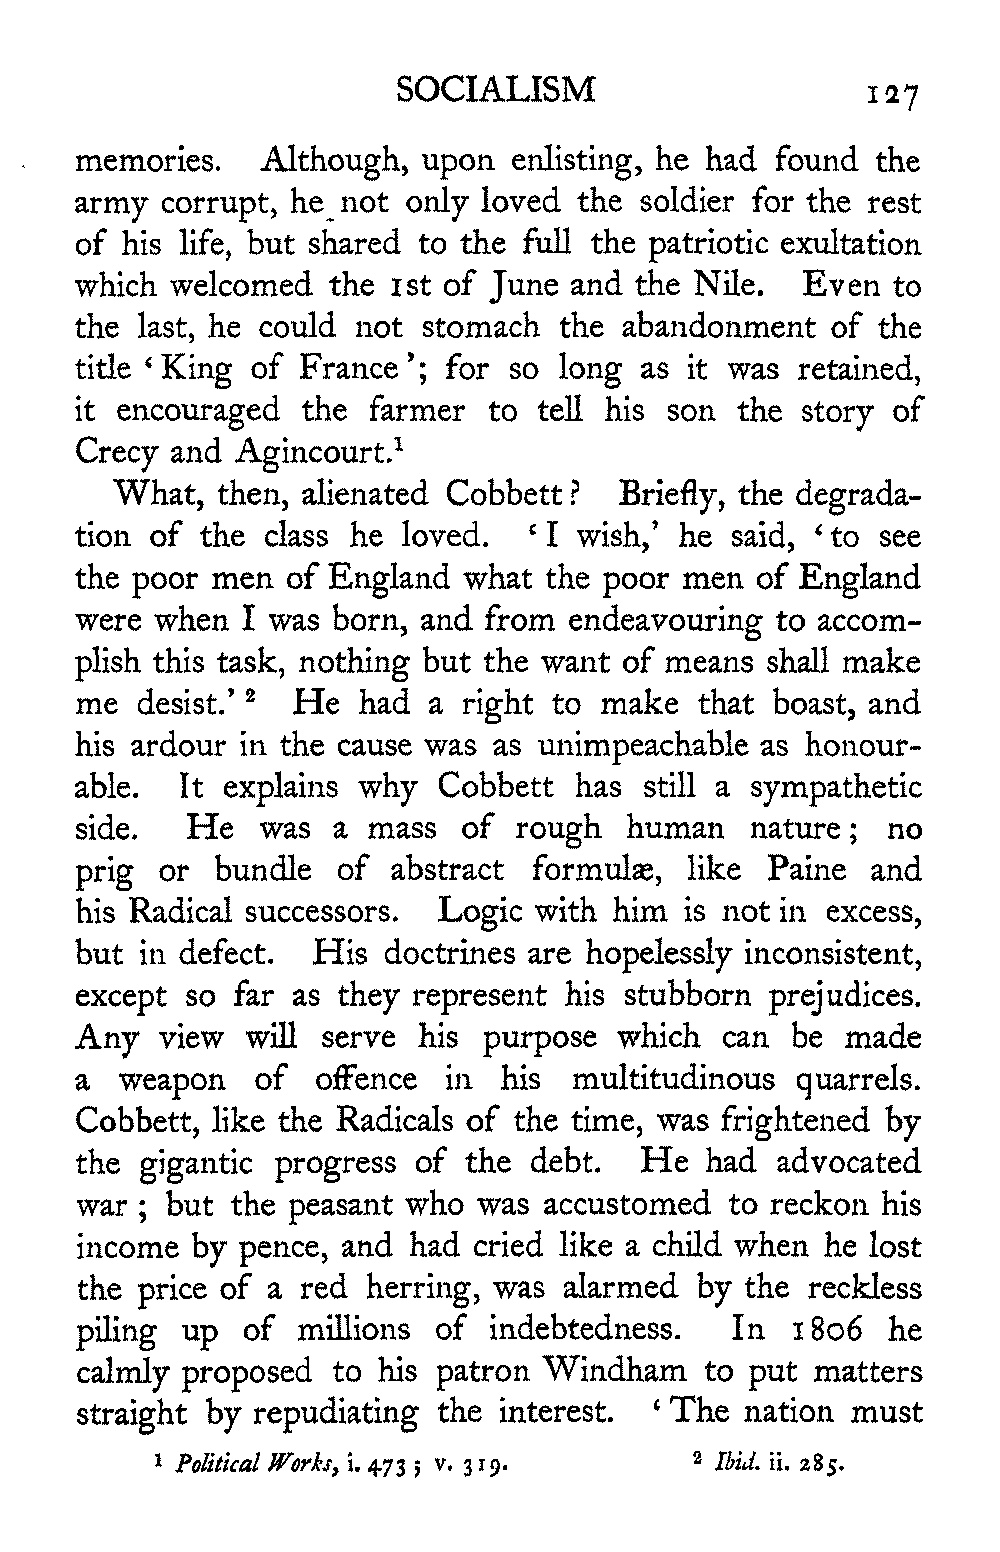 SOCIALISM 127
memories. Although, upon enlisting, he had found the
army corrupt, he not only loved the soldier for the rest
of his life, but shared to the full the patriotic exultation
which welcomed the 1st of June and the Nile. Even to
the last, he could not stomach the abandonment of the
title ‘King of France’; for so long as it was retained,
it encouraged the farmer to tell his son the story of
Crecy and Agincourt.¹
What, then, alienated Cobbett? Briefly, the degrada-
tion of the class he loved. ‘I wish,’ he said, ‘to see
the poor men of England what the poor men of England
were when I was born, and from endeavouring to accom-
plish this task, nothing but the want of means shall make
me desist.’ ² He had a right to make that boast, and
his ardour in the cause was as unimpeachable as honour-
able. It explains why Cobbett has still a sympathetic
side. He was a mass of rough human nature; no
prig or bundle of abstract formulæ, like Paine and
his Radical successors. Logic with him is not in excess,
but in defect. His doctrines are hopelessly inconsistent,
except so far as they represent his stubborn prejudices.
Any view will serve his purpose which can be made
a weapon of offence in his multitudinous quarrels.
Cobbett, like the Radicals of the time, was frightened by
the gigantic progress of the debt. He had advocated
war; but the peasant who was accustomed to reckon his
income by pence, and had cried like a child when he lost
the price of a red herring, was alarmed by the reckless
piling up of millions of indebtedness. In 1806 he
calmly proposed to his patron Windham to put matters
straight by repudiating the interest. ‘The nation must
¹ Political Works, i. 473; v. 319. ² Ibid. ii. 285.